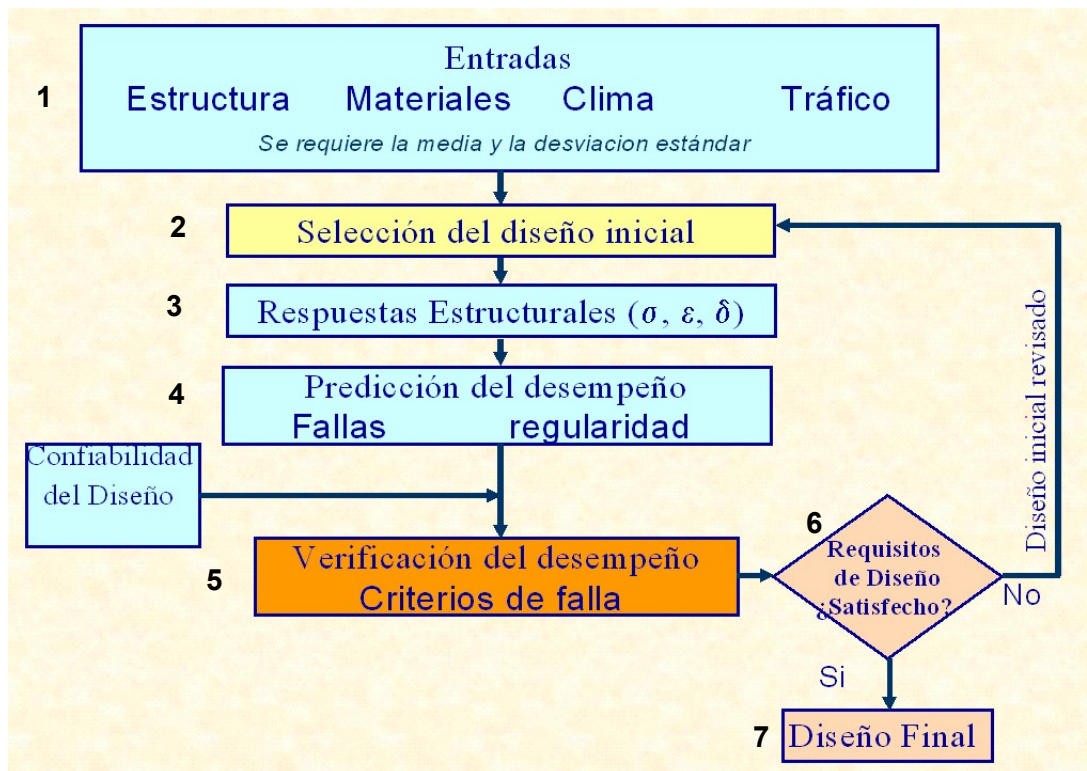 Entradas
1
Estructura Materiales Clima Tráfico
Se requiere la media y la desviacion estándar
2
Selección del diseño inicial
3
Respuestas Estructurales (σ, ε, δ)
4
Predicción del desempeño
Fallas regularidad
Confiabilidad
del Diseño
5
Verificación del desempeño
Criterios de falla
6
Requisitos
de Diseño
¿Satisfecho?
No
Diseño inicial revisado
Si
7
Diseño Final